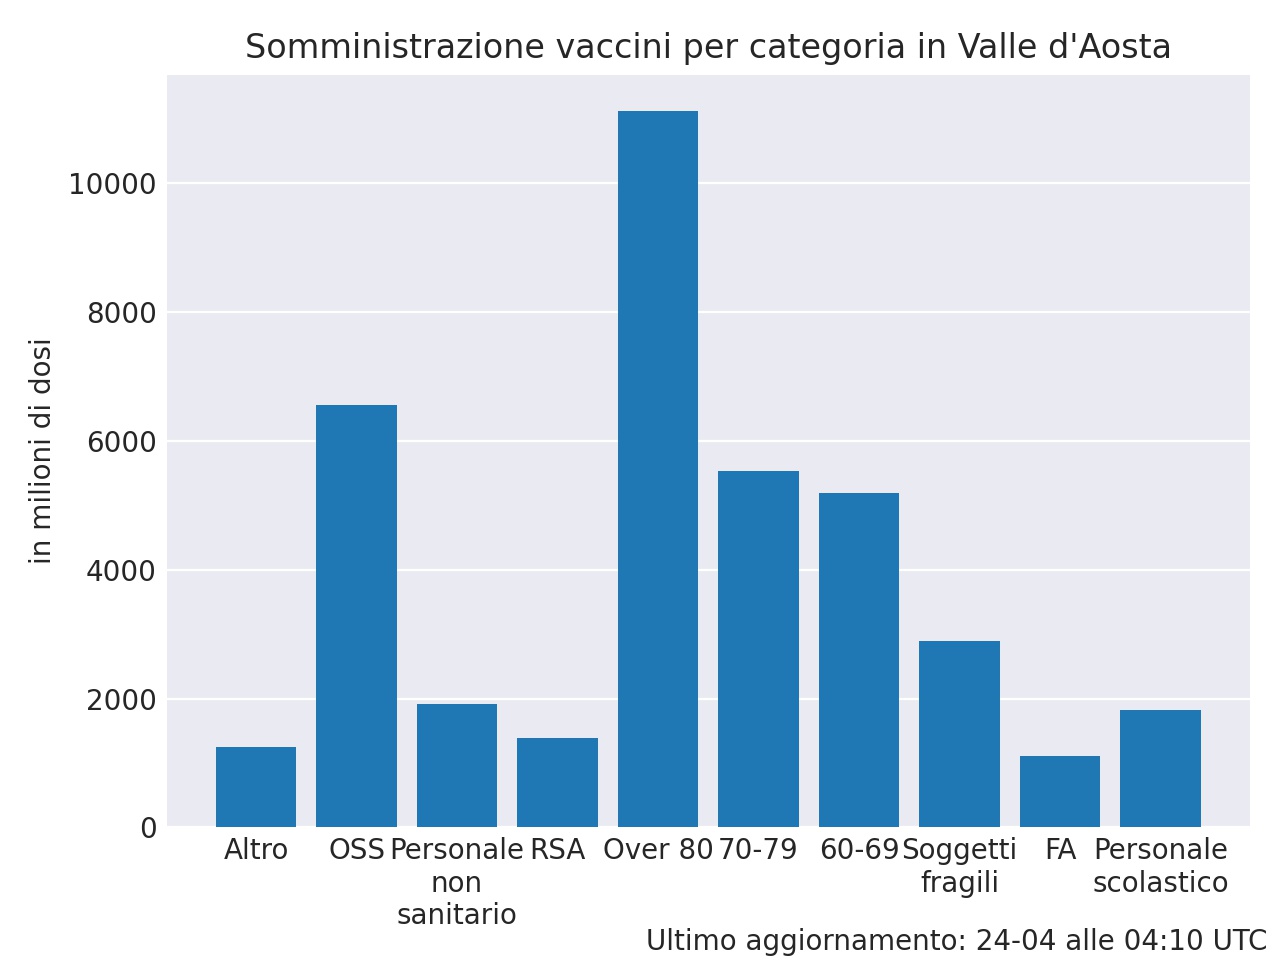 Somministrazione vaccini per categoria in Valle d'Aosta
in milioni di dosi
10000
8000
6000
4000
2000
0
Altro
OSS
Personale
non
sanitario
RSA
Over 80
70-79
60-69
Soggetti
fragili
FA
Personale
scolastico
Ultimo aggiornamento: 24-04 alle 04:10 UTC